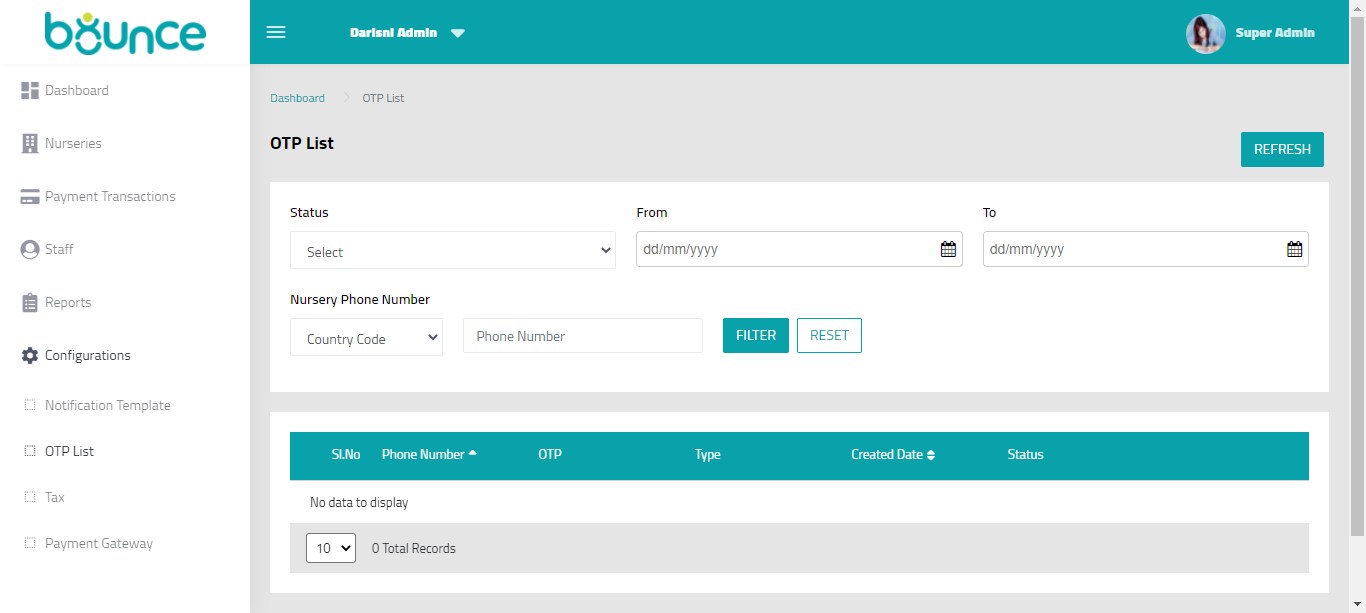 bounce
Darisni Admin
Super Admin
Dashboard
Nurseries
Payment Transactions
Staff
Reports
Configurations
Notification Template
OTP List
Tax
Payment Gateway
Dashboard > OTP List
OTP List
REFRESH
Status From To
Select dd/mm/yyyy dd/mm/yyyy
Nursery Phone Number
Country Code Phone Number FILTER RESET
Sl.No Phone Number OTP Type Created Date Status
No data to display
10 0 Total Records